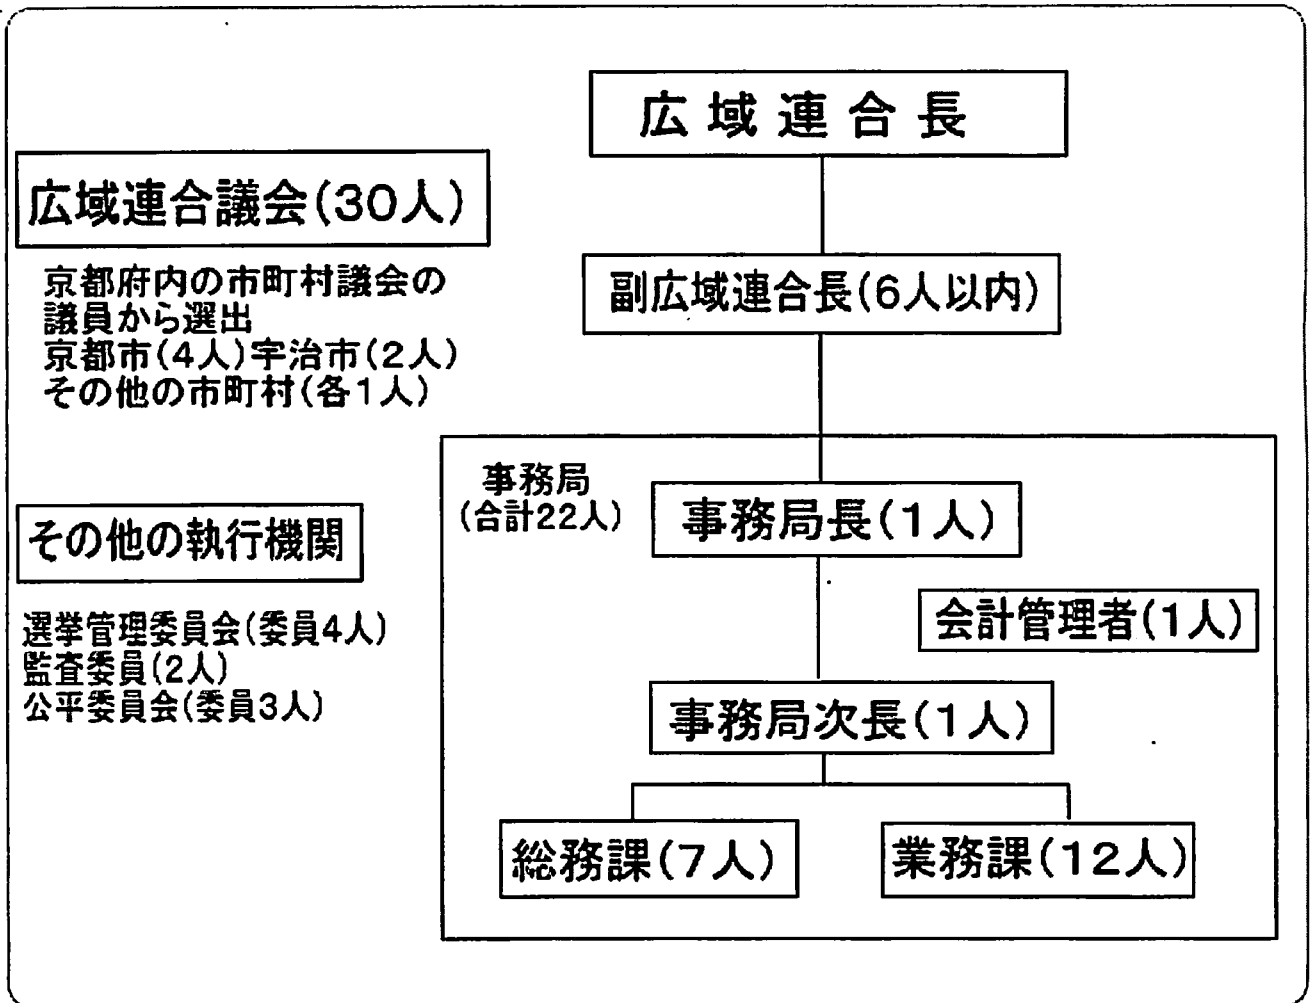 広域連合長
広域連合議会(30人)
京都府内の市町村議会の
議員から選出
京都市(4人)宇治市(2人)
その他の市町村(各1人)
副広域連合長(6人以内)
事務局
(合計22人)
事務局長(1人)
その他の執行機関
選挙管理委員会(委員4人)
監査委員(2人)
公平委員会(委員3人)
会計管理者(1人)
事務局次長(1人)
総務課(7人)
業務課(12人)